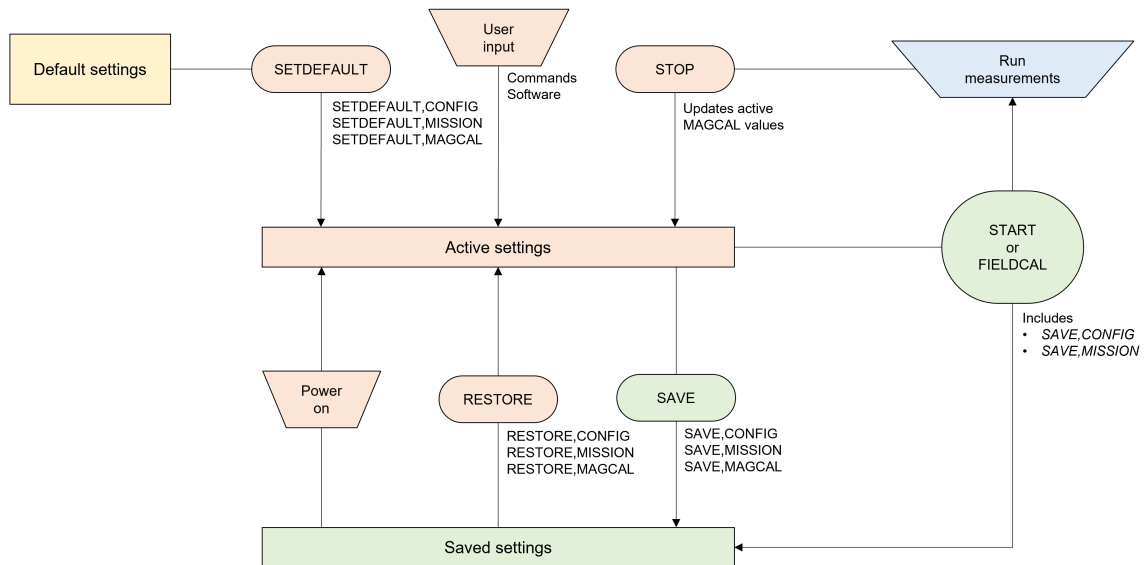 Default settings
SETDEFAULT
SETDEFAULT,CONFIG
SETDEFAULT,MISSION
SETDEFAULT,MAGCAL
User
input
Commands
Software
STOP
Updates active
MAGCAL values
Run
measurements
Active settings
START
or
FIELDCAL
Includes
• SAVE,CONFIG
• SAVE,MISSION
Power
on
RESTORE
RESTORE,CONFIG
RESTORE,MISSION
RESTORE,MAGCAL
SAVE
SAVE,CONFIG
SAVE,MISSION
SAVE,MAGCAL
Saved settings